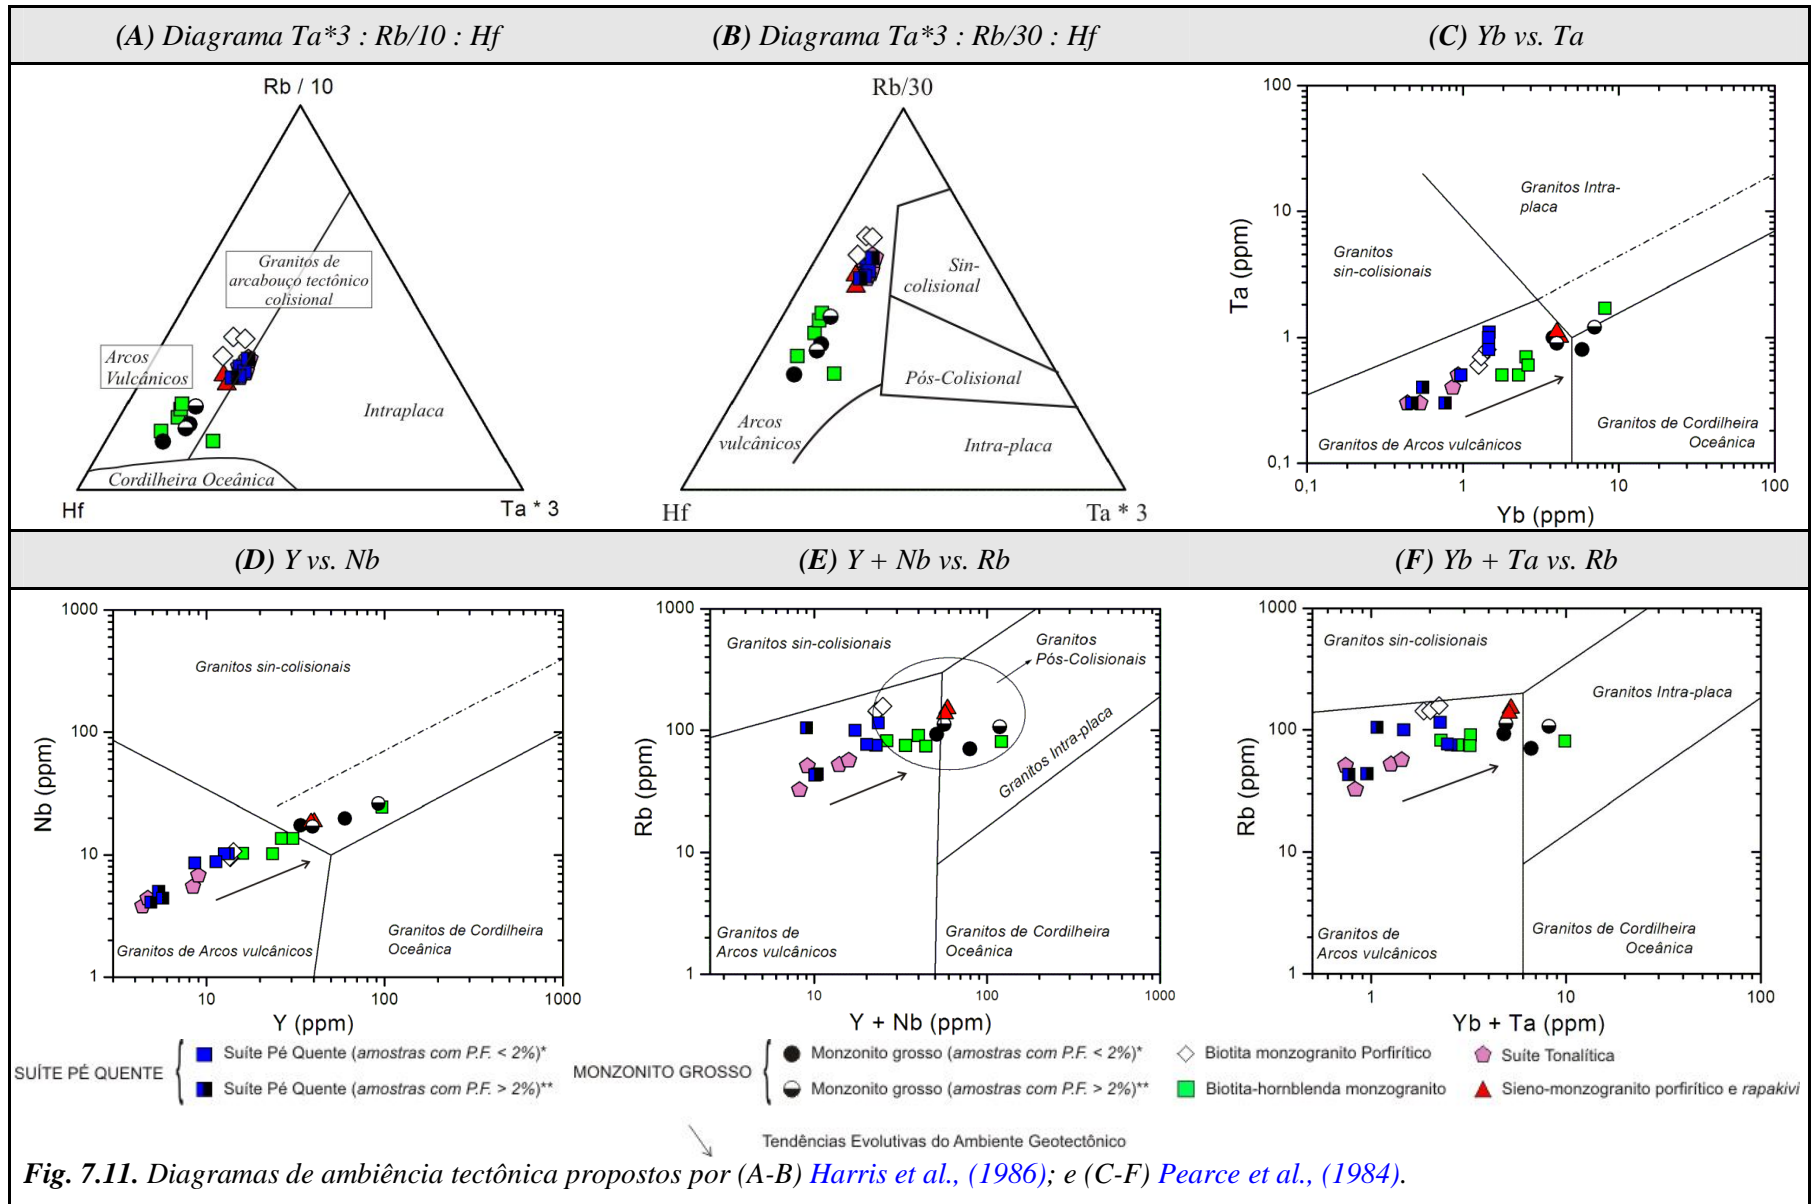 (A) Diagrama Ta*3 : Rb/10 : Hf
(B) Diagrama Ta*3 : Rb/30 : Hf
(C) Yb vs. Ta
Rb / 10
Granitos de
arcabouço tectônico
colisional
Arcos
Vulcânicos
Intraplaca
Cordilheira Oceânica
Hf
Ta * 3
Rb/30
Sin-
colisional
Pós-Colisional
Arcos
vulcânicos
Intra-placa
Hf
Ta * 3
100
10
1
0,1
Ta (ppm)
Granitos Intra-
placa
Granitos
sin-colisionais
Granitos de Arcos vulcânicos
Granitos de Cordilheira
Oceânica
0,1
1
10
100
Yb (ppm)
(D) Y vs. Nb
(E) Y + Nb vs. Rb
(F) Yb + Ta vs. Rb
1000
100
10
1
Nb (ppm)
Granitos sin-colisionais
Granitos de Arcos vulcânicos
Granitos de Cordilheira
Oceânica
10
100
1000
Y (ppm)
1000
100
10
1
Rb (ppm)
Granitos sin-colisionais
Granitos
Pós-Colisionais
Granitos Intra-placa
Granitos de
Arcos vulcânicos
Granitos de Cordilheira
Oceânica
10
100
1000
Y + Nb (ppm)
1000
100
10
1
Rb (ppm)
Granitos sin-colisionais
Granitos Intra-placa
Granitos de
Arcos vulcânicos
Granitos de Cordilheira
Oceânica
1
10
100
Yb + Ta (ppm)
SUÍTE PÉ QUENTE
Suíte Pé Quente (amostras com P.F. < 2%)*
Suíte Pé Quente (amostras com P.F. > 2%)**
MONZONITO GROSSO
Monzonito grosso (amostras com P.F. < 2%)*
Monzonito grosso (amostras com P.F. > 2%)**
Biotita monzogranito Porfirítico
Biotita-hornblenda monzogranito
Suíte Tonalítica
Sieno-monzogranito porfirítico e rapakivi
Tendências Evolutivas do Ambiente Geotectônico
Fig. 7.11. Diagramas de ambiência tectônica propostos por (A-B) Harris et al., (1986); e (C-F) Pearce et al., (1984).